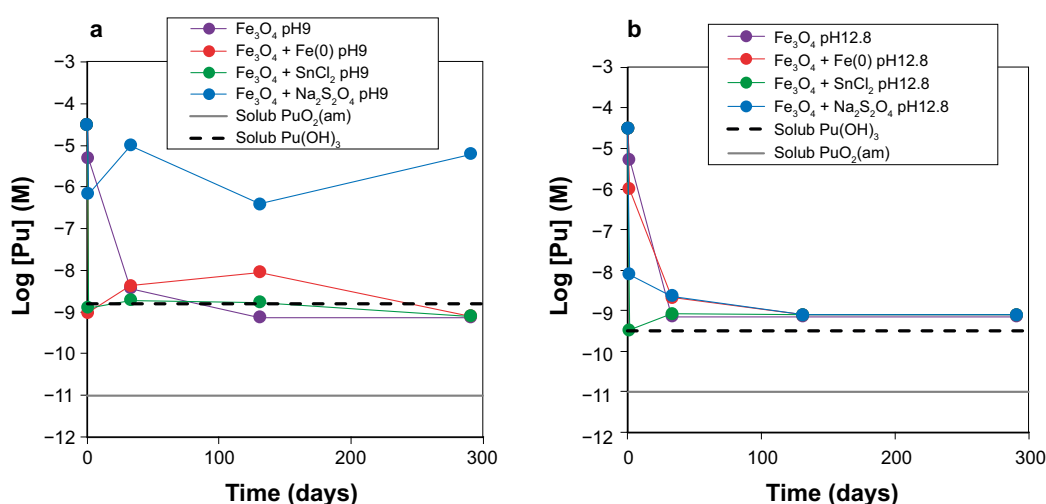 a
Fe₃O₄ pH9
Fe₃O₄ + Fe(0) pH9
Fe₃O₄ + SnCl₂ pH9
Fe₃O₄ + Na₂S₂O₄ pH9
Solub PuO₂(am)
Solub Pu(OH)₃
Log [Pu] (M)
−3
−4
−5
−6
−7
−8
−9
−10
−11
−12
0
100
200
300
Time (days)
b
Fe₃O₄ pH12.8
Fe₃O₄ + Fe(0) pH12.8
Fe₃O₄ + SnCl₂ pH12.8
Fe₃O₄ + Na₂S₂O₄ pH12.8
Solub Pu(OH)₃
Solub PuO₂(am)
Log [Pu] (M)
−3
−4
−5
−6
−7
−8
−9
−10
−11
−12
0
100
200
300
Time (days)